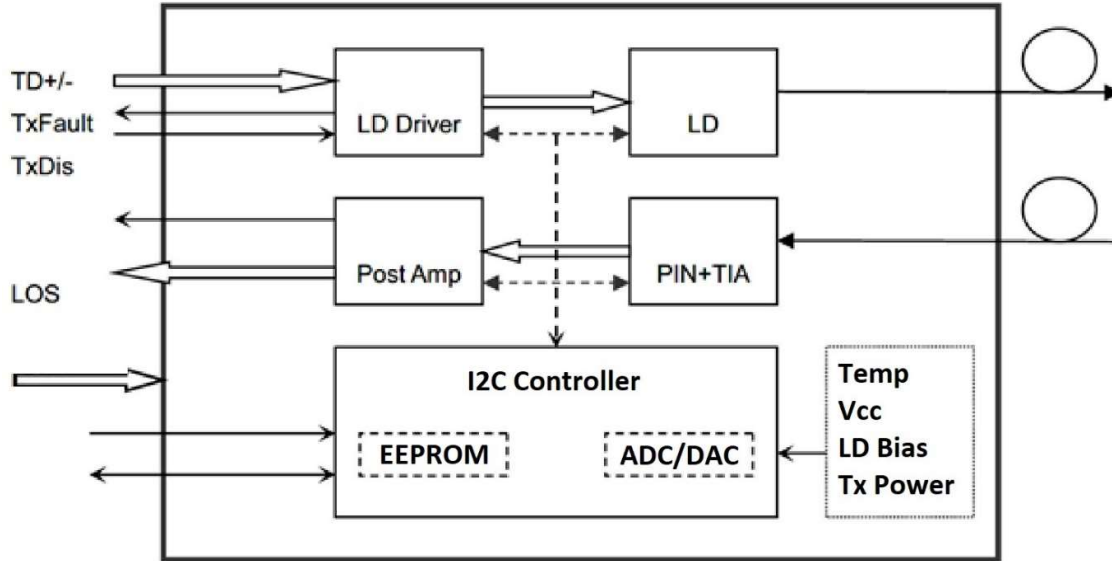 TD+/-
TxFault
TxDis
LOS
LD Driver
LD
Post Amp
PIN+TIA
I2C Controller
EEPROM
ADC/DAC
Temp
Vcc
LD Bias
Tx Power